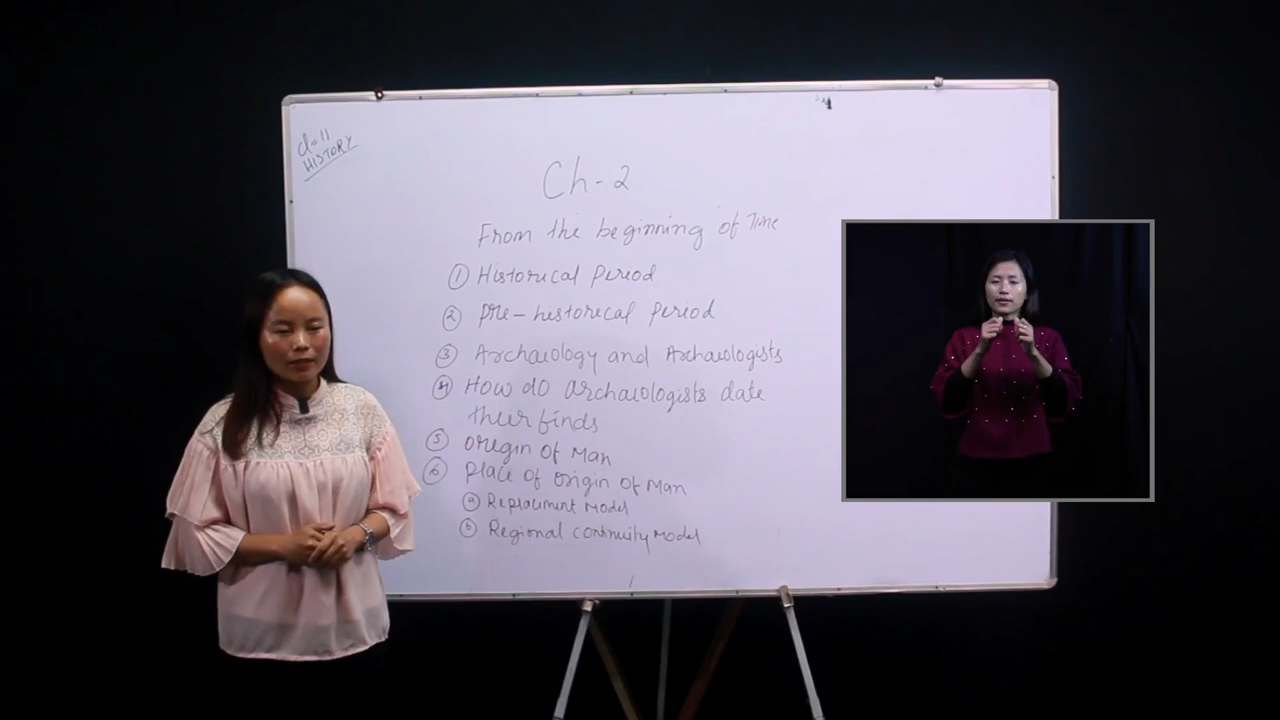 Cl-11
HISTORY
Ch-2
From the beginning of Time
① Historical Period
② Pre-historical Period
③ Archaeology and Archaeologists
④ How do archaeologists date
their finds
⑤ Origin of Man
⑥ Place of origin of Man
ⓐ Replacement Model
ⓑ Regional continuity Model